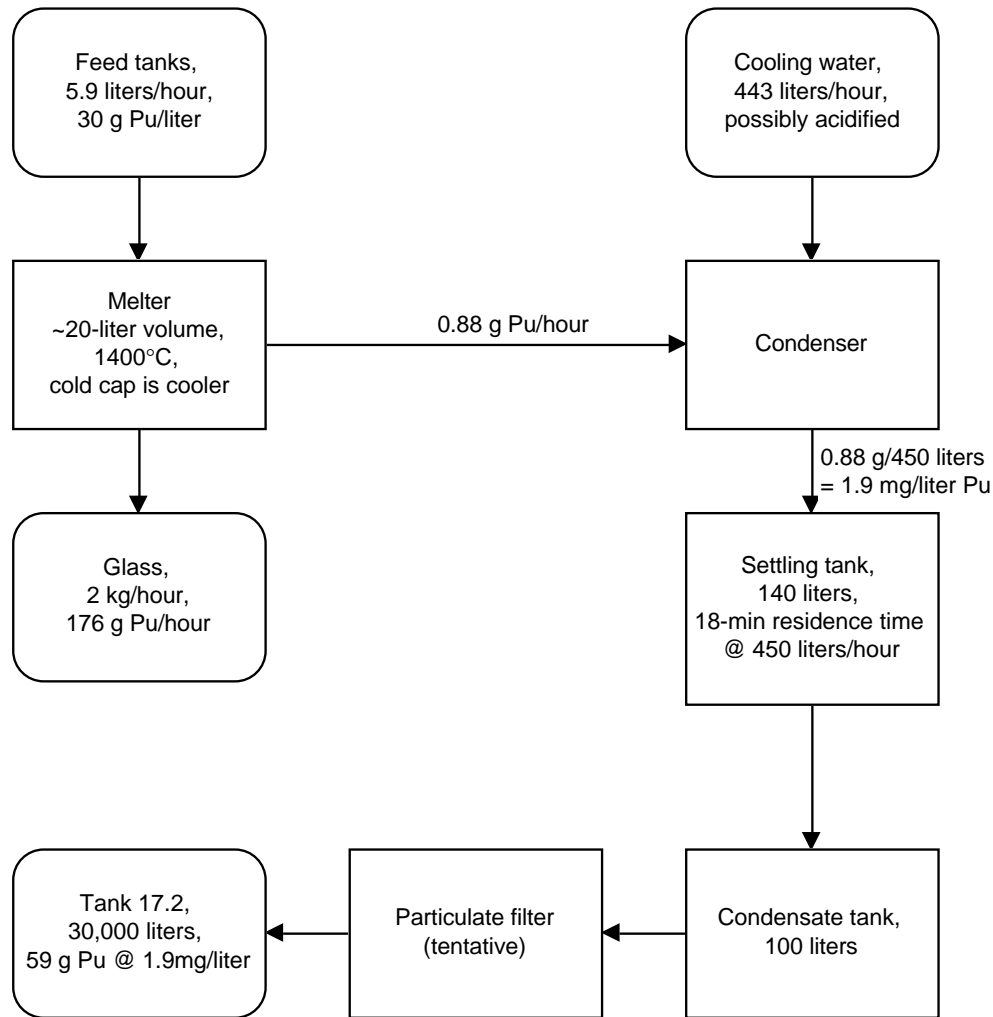 Feed tanks,
5.9 liters/hour,
30 g Pu/liter
Cooling water,
443 liters/hour,
possibly acidified
Melter
~20-liter volume,
1400°C,
cold cap is cooler
0.88 g Pu/hour
Condenser
0.88 g/450 liters
= 1.9 mg/liter Pu
Glass,
2 kg/hour,
176 g Pu/hour
Settling tank,
140 liters,
18-min residence time
@ 450 liters/hour
Tank 17.2,
30,000 liters,
59 g Pu @ 1.9mg/liter
Particulate filter
(tentative)
Condensate tank,
100 liters